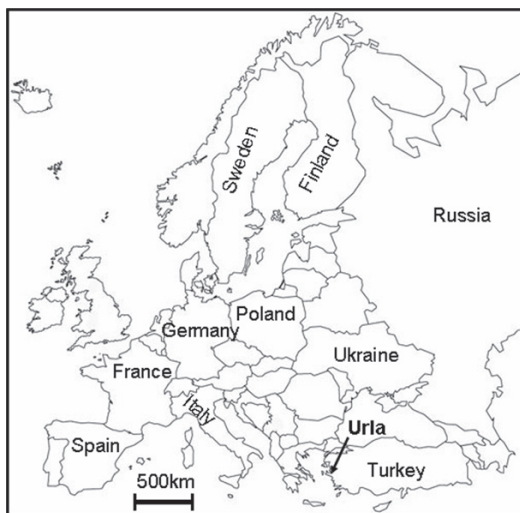 Sweden
Finland
Russia
Poland
Germany
Ukraine
France
Italy
Urla
Spain
Turkey
500km